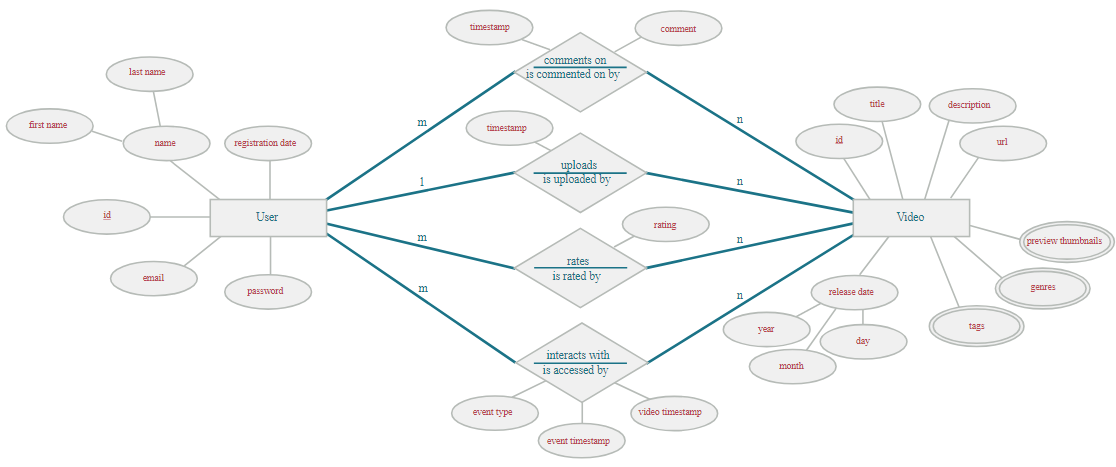 timestamp
comment
comments on
is commented on by
last name
first name
name
registration date
m
n
timestamp
title
description
id
url
uploads
is uploaded by
l
n
id
User
Video
rating
m
n
preview thumbnails
rates
is rated by
email
password
m
n
release date
genres
year
month
day
tags
interacts with
is accessed by
event type
event timestamp
video timestamp